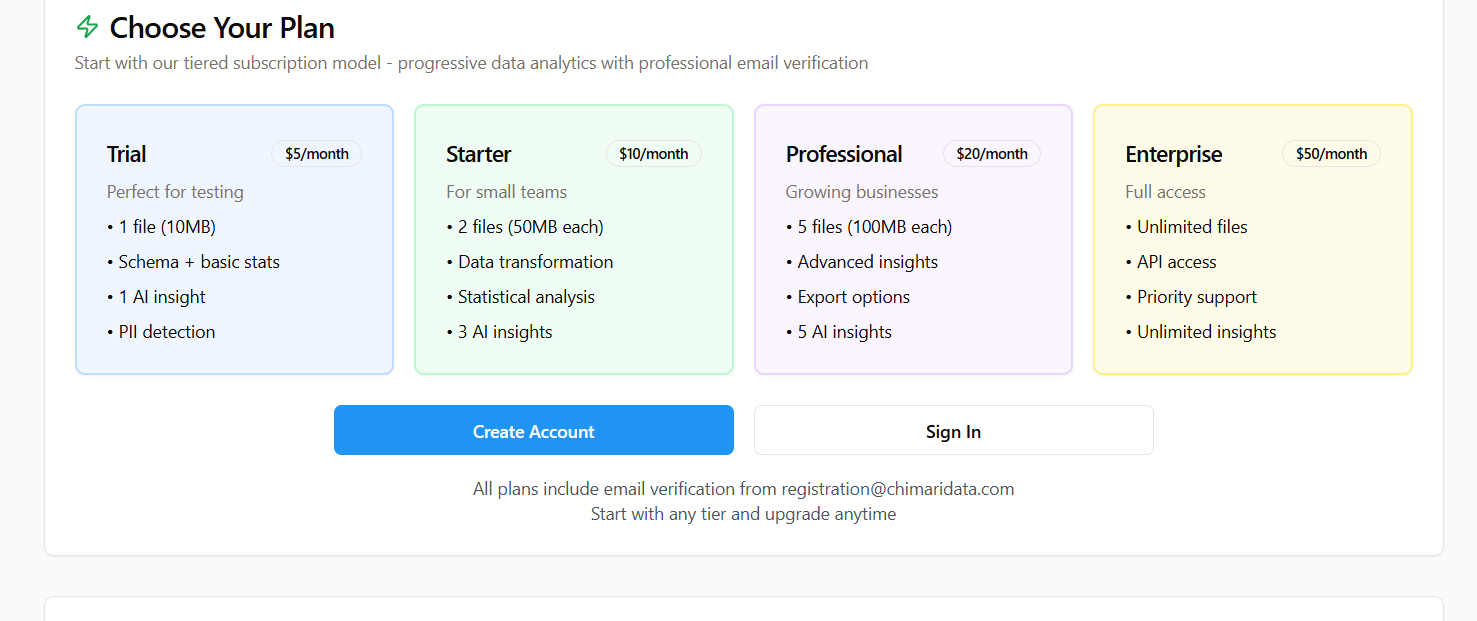 Choose Your Plan
Start with our tiered subscription model - progressive data analytics with professional email verification
Trial
$5/month
Perfect for testing
• 1 file (10MB)
• Schema + basic stats
• 1 AI insight
• PII detection
Starter
$10/month
For small teams
• 2 files (50MB each)
• Data transformation
• Statistical analysis
• 3 AI insights
Professional
$20/month
Growing businesses
• 5 files (100MB each)
• Advanced insights
• Export options
• 5 AI insights
Enterprise
$50/month
Full access
• Unlimited files
• API access
• Priority support
• Unlimited insights
Create Account
Sign In
All plans include email verification from registration@chimaridata.com
Start with any tier and upgrade anytime